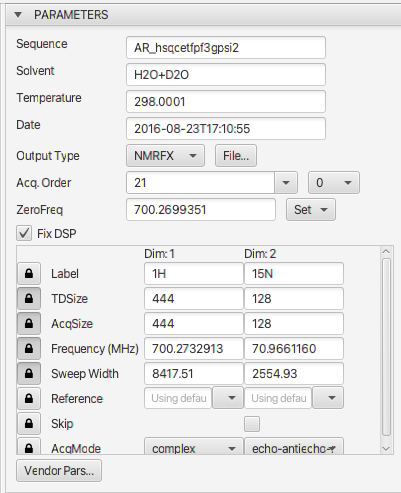 PARAMETERS
Sequence AR_hsqcetfpf3gpsi2
Solvent H2O+D2O
Temperature 298.0001
Date 2016-08-23T17:10:55
Output Type NMRFX File...
Acq. Order 21 0
ZeroFreq 700.2699351 Set
Fix DSP
Dim: 1 Dim: 2
Label 1H 15N
TDSize 444 128
AcqSize 444 128
Frequency (MHz) 700.2732913 70.9661160
Sweep Width 8417.51 2554.93
Reference Using defau Using defau
Skip
AcqMode complex echo-antiecho-r
Vendor Pars...